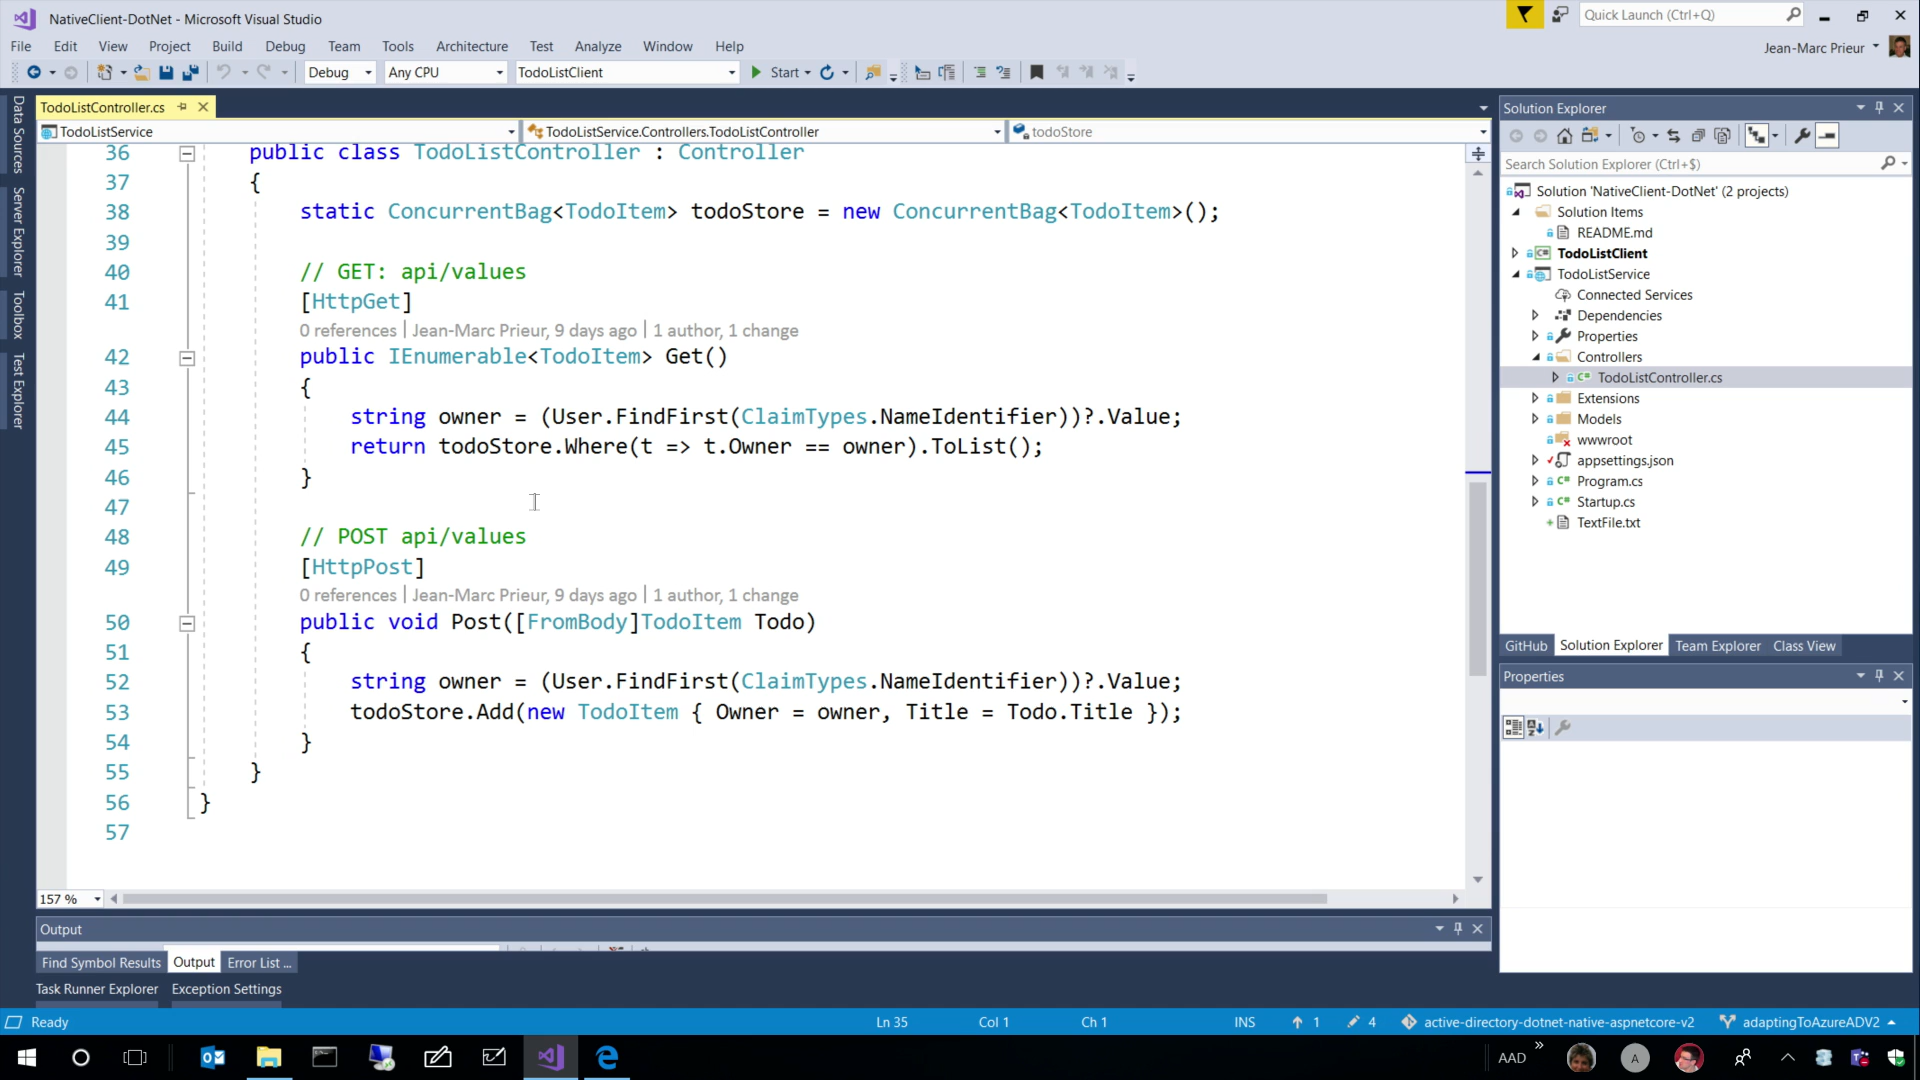 NativeClient-DotNet - Microsoft Visual Studio
Quick Launch (Ctrl+Q)
File Edit View Project Build Debug Team Tools Architecture Test Analyze Window Help
Jean-Marc Prieur
Debug Any CPU TodoListClient Start
Data Sources
Server Explorer
Toolbox
Test Explorer
TodoListController.cs
TodoListService TodoListService.Controllers.TodoListController todoStore
36 public class TodoListController : Controller
37 {
38 static ConcurrentBag<TodoItem> todoStore = new ConcurrentBag<TodoItem>();
39
40 // GET: api/values
41 [HttpGet]
0 references | Jean-Marc Prieur, 9 days ago | 1 author, 1 change
42 public IEnumerable<TodoItem> Get()
43 {
44 string owner = (User.FindFirst(ClaimTypes.NameIdentifier))?.Value;
45 return todoStore.Where(t => t.Owner == owner).ToList();
46 }
47
48 // POST api/values
49 [HttpPost]
0 references | Jean-Marc Prieur, 9 days ago | 1 author, 1 change
50 public void Post([FromBody]TodoItem Todo)
51 {
52 string owner = (User.FindFirst(ClaimTypes.NameIdentifier))?.Value;
53 todoStore.Add(new TodoItem { Owner = owner, Title = Todo.Title });
54 }
55 }
56 }
57
157 %
Output
Find Symbol Results Output Error List ...
Task Runner Explorer Exception Settings
Solution Explorer
Search Solution Explorer (Ctrl+$)
Solution 'NativeClient-DotNet' (2 projects)
Solution Items
README.md
TodoListClient
TodoListService
Connected Services
Dependencies
Properties
Controllers
TodoListController.cs
Extensions
Models
wwwroot
appsettings.json
Program.cs
Startup.cs
TextFile.txt
GitHub Solution Explorer Team Explorer Class View
Properties
Ready Ln 35 Col 1 Ch 1 INS 1 4 active-directory-dotnet-native-aspnetcore-v2 adaptingToAzureADV2
AAD A